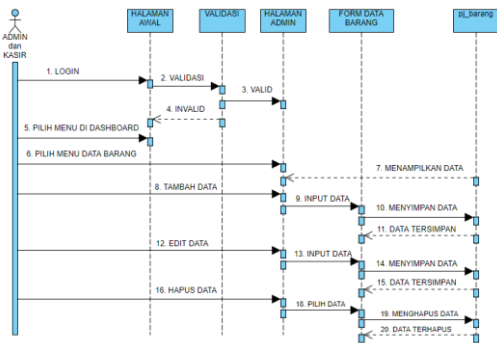 HALAMAN
AWAL
VALIDASI
HALAMAN
ADMIN
FORM DATA
BARANG
pj_barang
ADMIN
dan
KASIR
1. LOGIN
2. VALIDASI
3. VALID
4. INVALID
5. PILIH MENU DI DASHBOARD
6. PILIH MENU DATA BARANG
7. MENAMPILKAN DATA
8. TAMBAH DATA
9. INPUT DATA
10. MENYIMPAN DATA
11. DATA TERSIMPAN
12. EDIT DATA
13. INPUT DATA
14. MENYIMPAN DATA
15. DATA TERSIMPAN
16. HAPUS DATA
18. PILIH DATA
19. MENGHAPUS DATA
20. DATA TERHAPUS